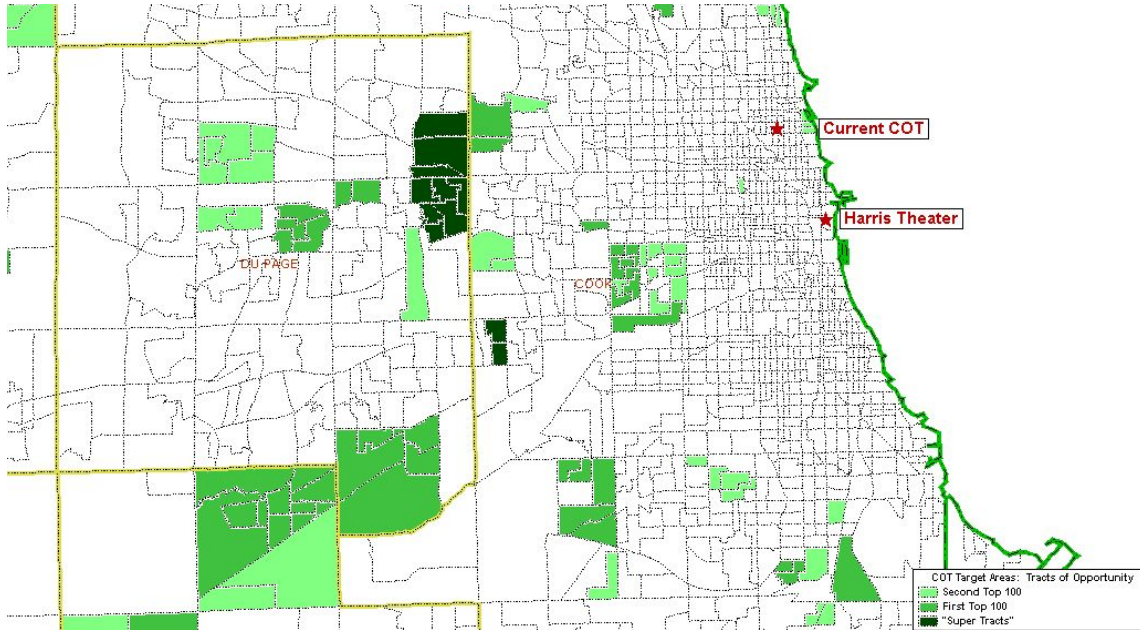 Current COT
Harris Theater
DU PAGE
COOK
COT Target Areas: Tracts of Opportunity
Second Top 100
First Top 100
"Super Tracts"